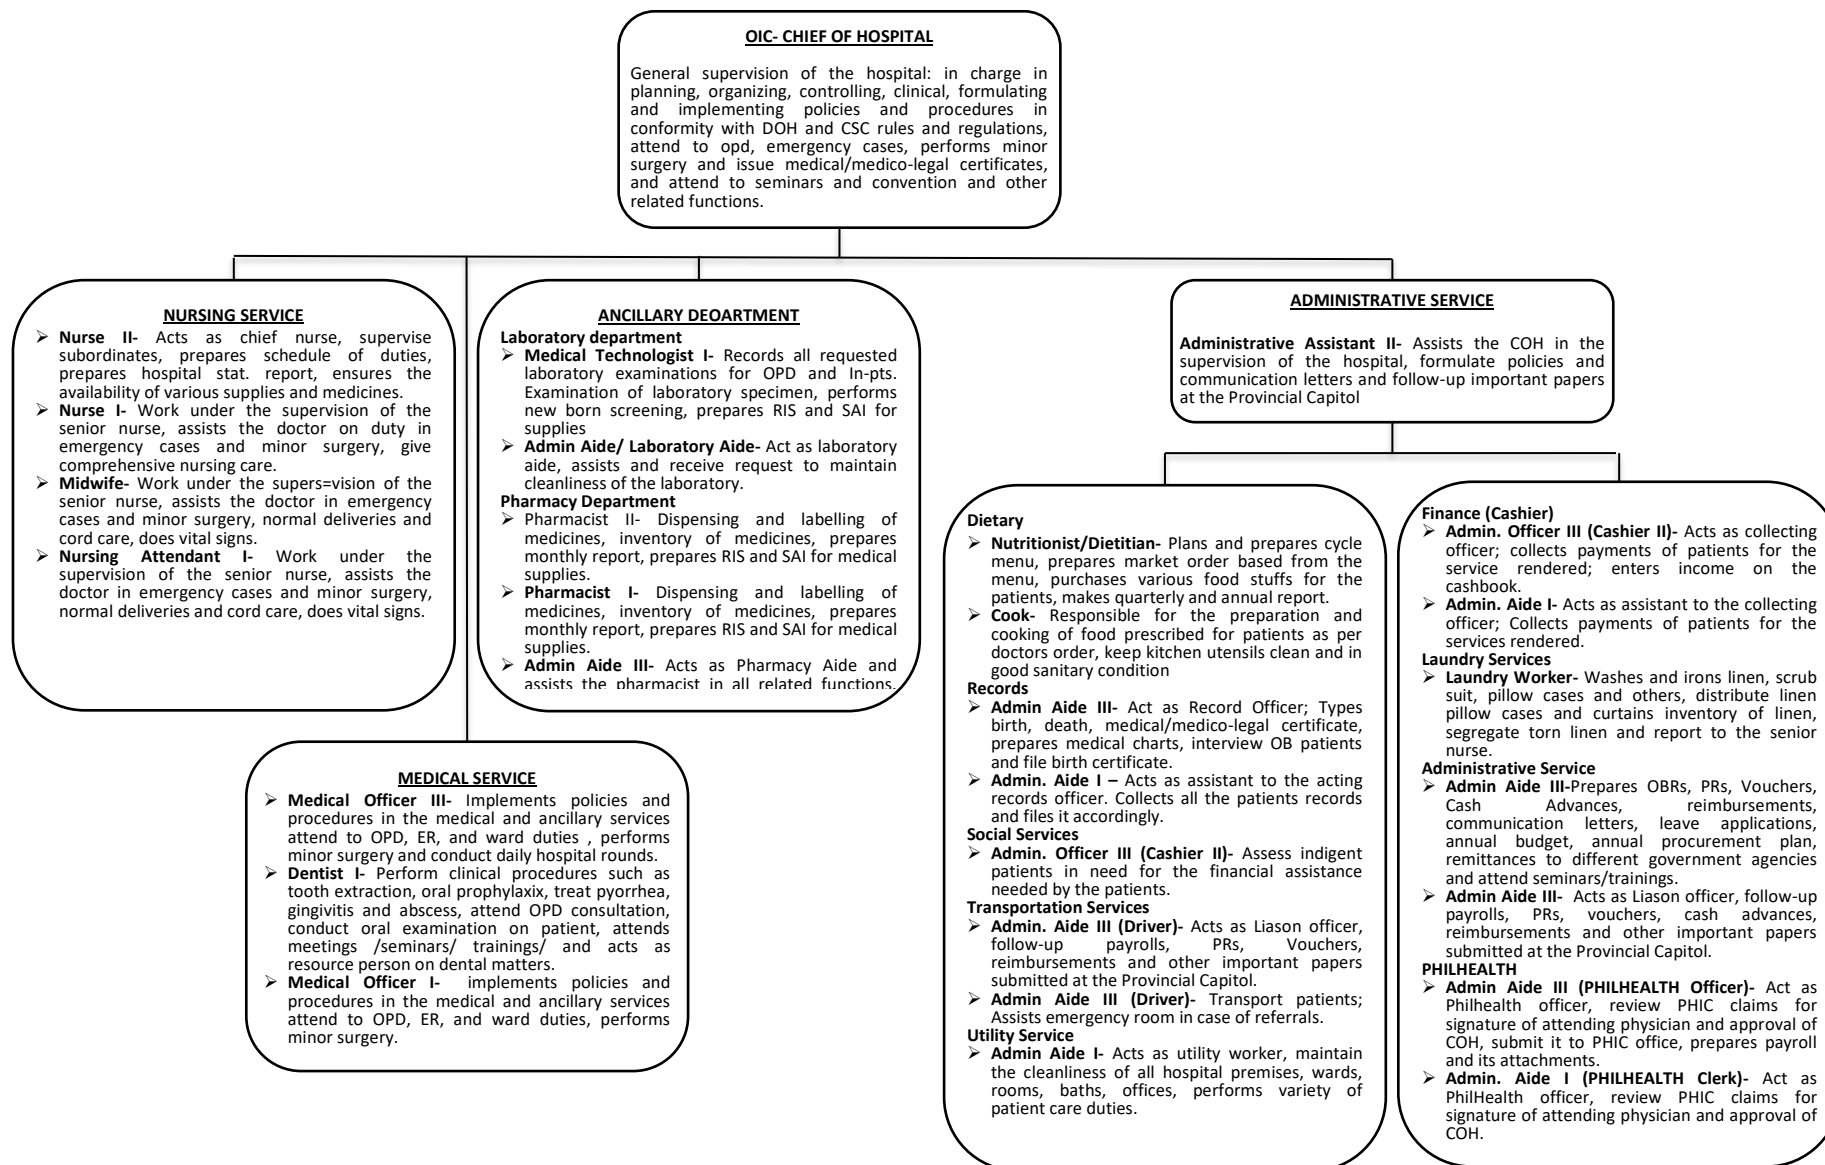 OIC- CHIEF OF HOSPITAL
General supervision of the hospital: in charge in
planning, organizing, controlling, clinical, formulating
and implementing policies and procedures in
conformity with DOH and CSC rules and regulations,
attend to opd, emergency cases, performs minor
surgery and issue medical/medico-legal certificates,
and attend to seminars and convention and other
related functions.
NURSING SERVICE
➢ Nurse II- Acts as chief nurse, supervise
subordinates, prepares schedule of duties,
prepares hospital stat. report, ensures the
availability of various supplies and medicines.
➢ Nurse I- Work under the supervision of the
senior nurse, assists the doctor on duty in
emergency cases and minor surgery, give
comprehensive nursing care.
➢ Midwife- Work under the supers=vision of the
senior nurse, assists the doctor in emergency
cases and minor surgery, normal deliveries and
cord care, does vital signs.
➢ Nursing Attendant I- Work under the
supervision of the senior nurse, assists the
doctor in emergency cases and minor surgery,
normal deliveries and cord care, does vital signs.
ANCILLARY DEOARTMENT
Laboratory department
➢ Medical Technologist I- Records all requested
laboratory examinations for OPD and In-pts.
Examination of laboratory specimen, performs
new born screening, prepares RIS and SAI for
supplies
➢ Admin Aide/ Laboratory Aide- Act as laboratory
aide, assists and receive request to maintain
cleanliness of the laboratory.
Pharmacy Department
➢ Pharmacist II- Dispensing and labelling of
medicines, inventory of medicines, prepares
monthly report, prepares RIS and SAI for medical
supplies.
➢ Pharmacist I- Dispensing and labelling of
medicines, inventory of medicines, prepares
monthly report, prepares RIS and SAI for medical
supplies.
➢ Admin Aide III- Acts as Pharmacy Aide and
assists the pharmacist in all related functions.
MEDICAL SERVICE
➢ Medical Officer III- Implements policies and
procedures in the medical and ancillary services
attend to OPD, ER, and ward duties , performs
minor surgery and conduct daily hospital rounds.
➢ Dentist I- Perform clinical procedures such as
tooth extraction, oral prophylaxix, treat pyorrhea,
gingivitis and abscess, attend OPD consultation,
conduct oral examination on patient, attends
meetings /seminars/ trainings/ and acts as
resource person on dental matters.
➢ Medical Officer I- implements policies and
procedures in the medical and ancillary services
attend to OPD, ER, and ward duties, performs
minor surgery.
ADMINISTRATIVE SERVICE
Administrative Assistant II- Assists the COH in the
supervision of the hospital, formulate policies and
communication letters and follow-up important papers
at the Provincial Capitol
Dietary
➢ Nutritionist/Dietitian- Plans and prepares cycle
menu, prepares market order based from the
menu, purchases various food stuffs for the
patients, makes quarterly and annual report.
➢ Cook- Responsible for the preparation and
cooking of food prescribed for patients as per
doctors order, keep kitchen utensils clean and in
good sanitary condition
Records
➢ Admin Aide III- Act as Record Officer; Types
birth, death, medical/medico-legal certificate,
prepares medical charts, interview OB patients
and file birth certificate.
➢ Admin. Aide I – Acts as assistant to the acting
records officer. Collects all the patients records
and files it accordingly.
Social Services
➢ Admin. Officer III (Cashier II)- Assess indigent
patients in need for the financial assistance
needed by the patients.
Transportation Services
➢ Admin. Aide III (Driver)- Acts as Liason officer,
follow-up payrolls, PRs, Vouchers,
reimbursements and other important papers
submitted at the Provincial Capitol.
➢ Admin Aide III (Driver)- Transport patients;
Assists emergency room in case of referrals.
Utility Service
➢ Admin Aide I- Acts as utility worker, maintain
the cleanliness of all hospital premises, wards,
rooms, baths, offices, performs variety of
patient care duties.
Finance (Cashier)
➢ Admin. Officer III (Cashier II)- Acts as collecting
officer; collects payments of patients for the
service rendered; enters income on the
cashbook.
➢ Admin. Aide I- Acts as assistant to the collecting
officer; Collects payments of patients for the
services rendered.
Laundry Services
➢ Laundry Worker- Washes and irons linen, scrub
suit, pillow cases and others, distribute linen
pillow cases and curtains inventory of linen,
segregate torn linen and report to the senior
nurse.
Administrative Service
➢ Admin Aide III-Prepares OBRs, PRs, Vouchers,
Cash Advances, reimbursements,
communication letters, leave applications,
annual budget, annual procurement plan,
remittances to different government agencies
and attend seminars/trainings.
➢ Admin Aide III- Acts as Liason officer, follow-up
payrolls, PRs, vouchers, cash advances,
reimbursements and other important papers
submitted at the Provincial Capitol.
PHILHEALTH
➢ Admin Aide III (PHILHEALTH Officer)- Act as
Philhealth officer, review PHIC claims for
signature of attending physician and approval of
COH, submit it to PHIC office, prepares payroll
and its attachments.
➢ Admin. Aide I (PHILHEALTH Clerk)- Act as
PhilHealth officer, review PHIC claims for
signature of attending physician and approval of
COH.